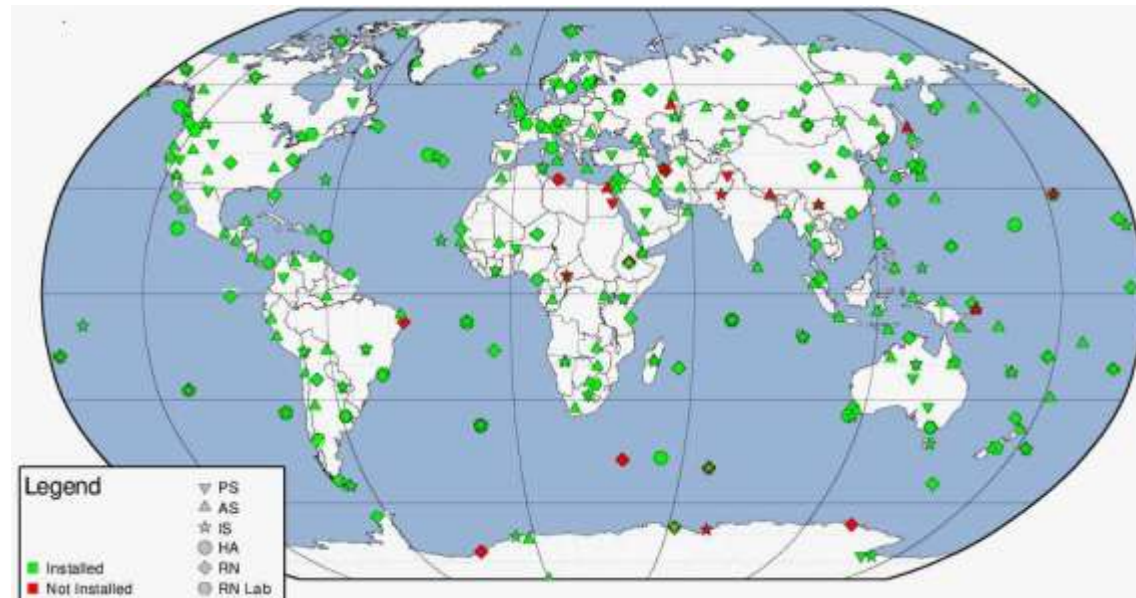 Legend
PS
AS
IS
HA
RN
RN Lab
Installed
Not Installed